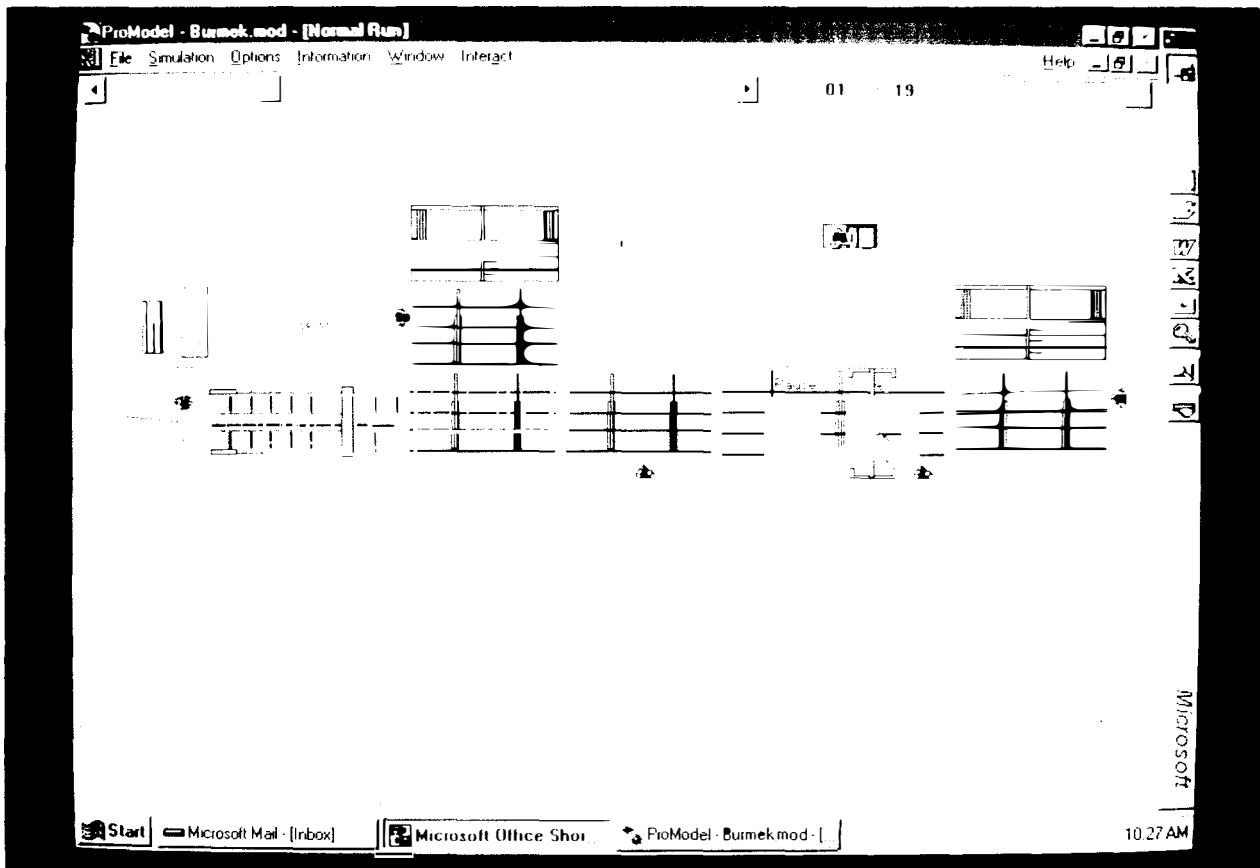 ProModel - Burmek.mod - [Normal Run]
File Simulation Options Information Window Interact Help
01 19
Pause
Microsoft
Start Microsoft Mail - [Inbox] Microsoft Office Shor... ProModel - Burmek.mod - [... 10:27 AM